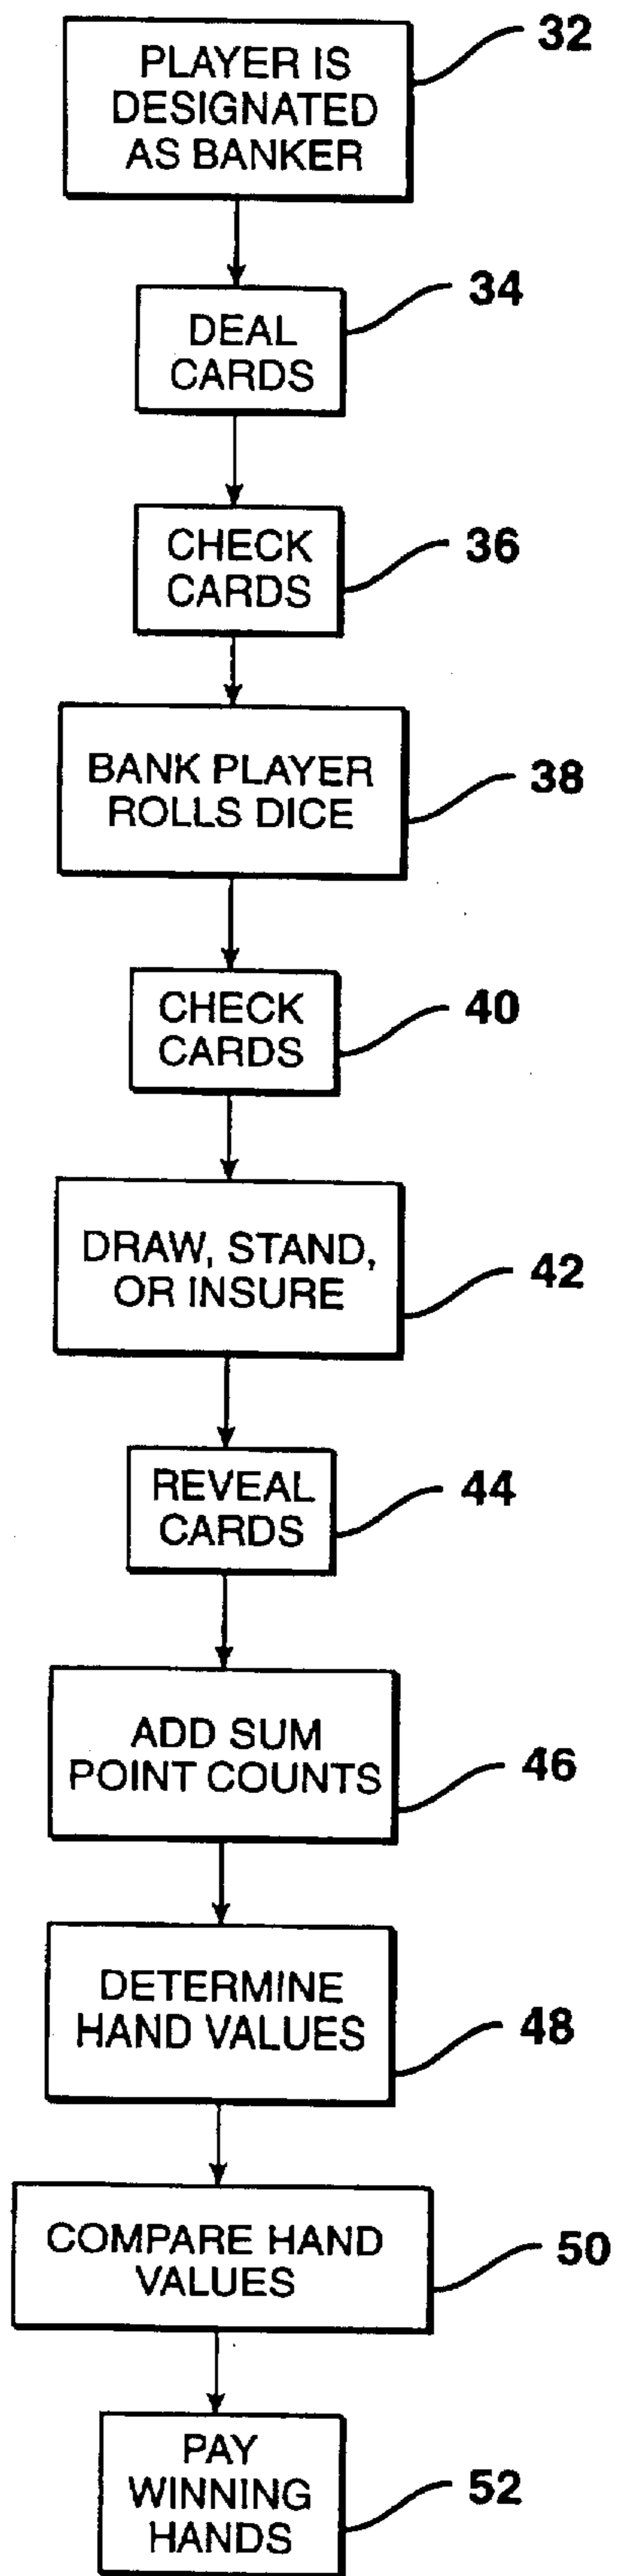 PLAYER IS
DESIGNATED
AS BANKER
32
DEAL
CARDS
34
CHECK
CARDS
36
BANK PLAYER
ROLLS DICE
38
CHECK
CARDS
40
DRAW, STAND,
OR INSURE
42
REVEAL
CARDS
44
ADD SUM
POINT COUNTS
46
DETERMINE
HAND VALUES
48
COMPARE HAND
VALUES
50
PAY
WINNING
HANDS
52